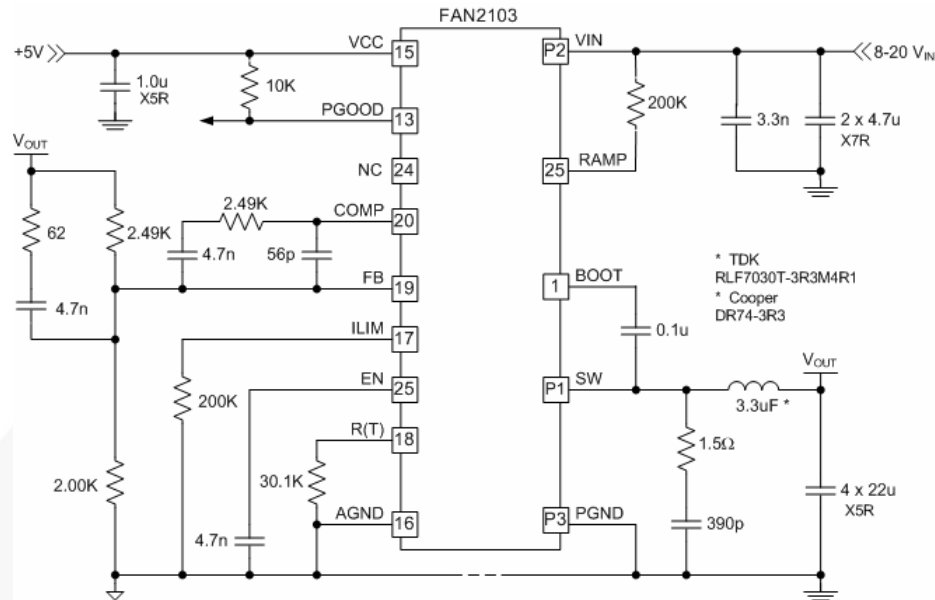 FAN2103
+5V
VCC
15
1.0u
X5R
10K
PGOOD
13
VOUT
NC
24
62
2.49K
2.49K
COMP
20
4.7n
56p
FB
19
4.7n
ILIM
17
200K
EN
25
R(T)
18
30.1K
2.00K
4.7n
AGND
16
P2
VIN
8-20 VIN
200K
3.3n
2 x 4.7u
X7R
25
RAMP
* TDK
RLF7030T-3R3M4R1
* Cooper
DR74-3R3
1
BOOT
0.1u
P1
SW
VOUT
3.3uF *
1.5Ω
4 x 22u
X5R
390p
P3
PGND